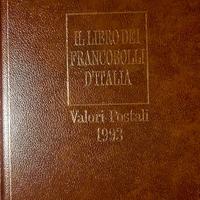 IL LIBRO DEI
FRANCOBOLLI
D'ITALIA
Valori Postali
1993